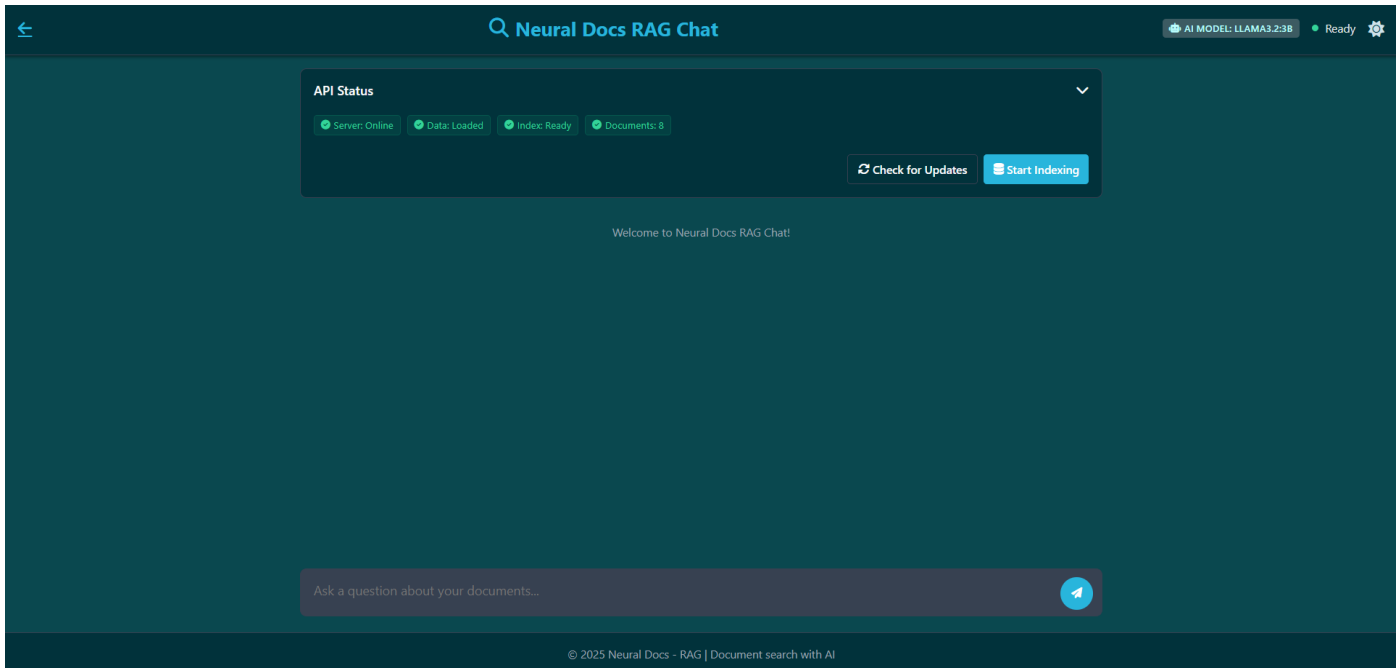 Neural Docs RAG Chat
AI MODEL: LLAMA3.2:3B
Ready
API Status
Server: Online
Data: Loaded
Index: Ready
Documents: 8
Check for Updates
Start Indexing
Welcome to Neural Docs RAG Chat!
Ask a question about your documents...
© 2025 Neural Docs - RAG | Document search with AI